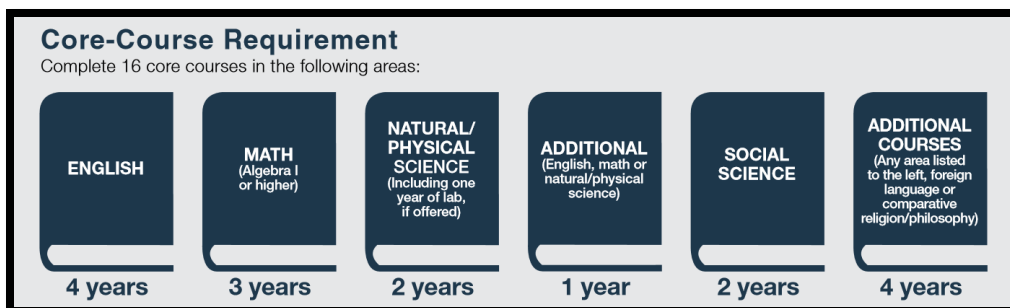 Core-Course Requirement
Complete 16 core courses in the following areas:
ENGLISH
4 years
MATH
(Algebra I
or higher)
3 years
NATURAL/
PHYSICAL
SCIENCE
(Including one
year of lab,
if offered)
2 years
ADDITIONAL
(English, math or
natural/physical
science)
1 year
SOCIAL
SCIENCE
2 years
ADDITIONAL
COURSES
(Any area listed
to the left, foreign
language or
comparative
religion/philosophy)
4 years